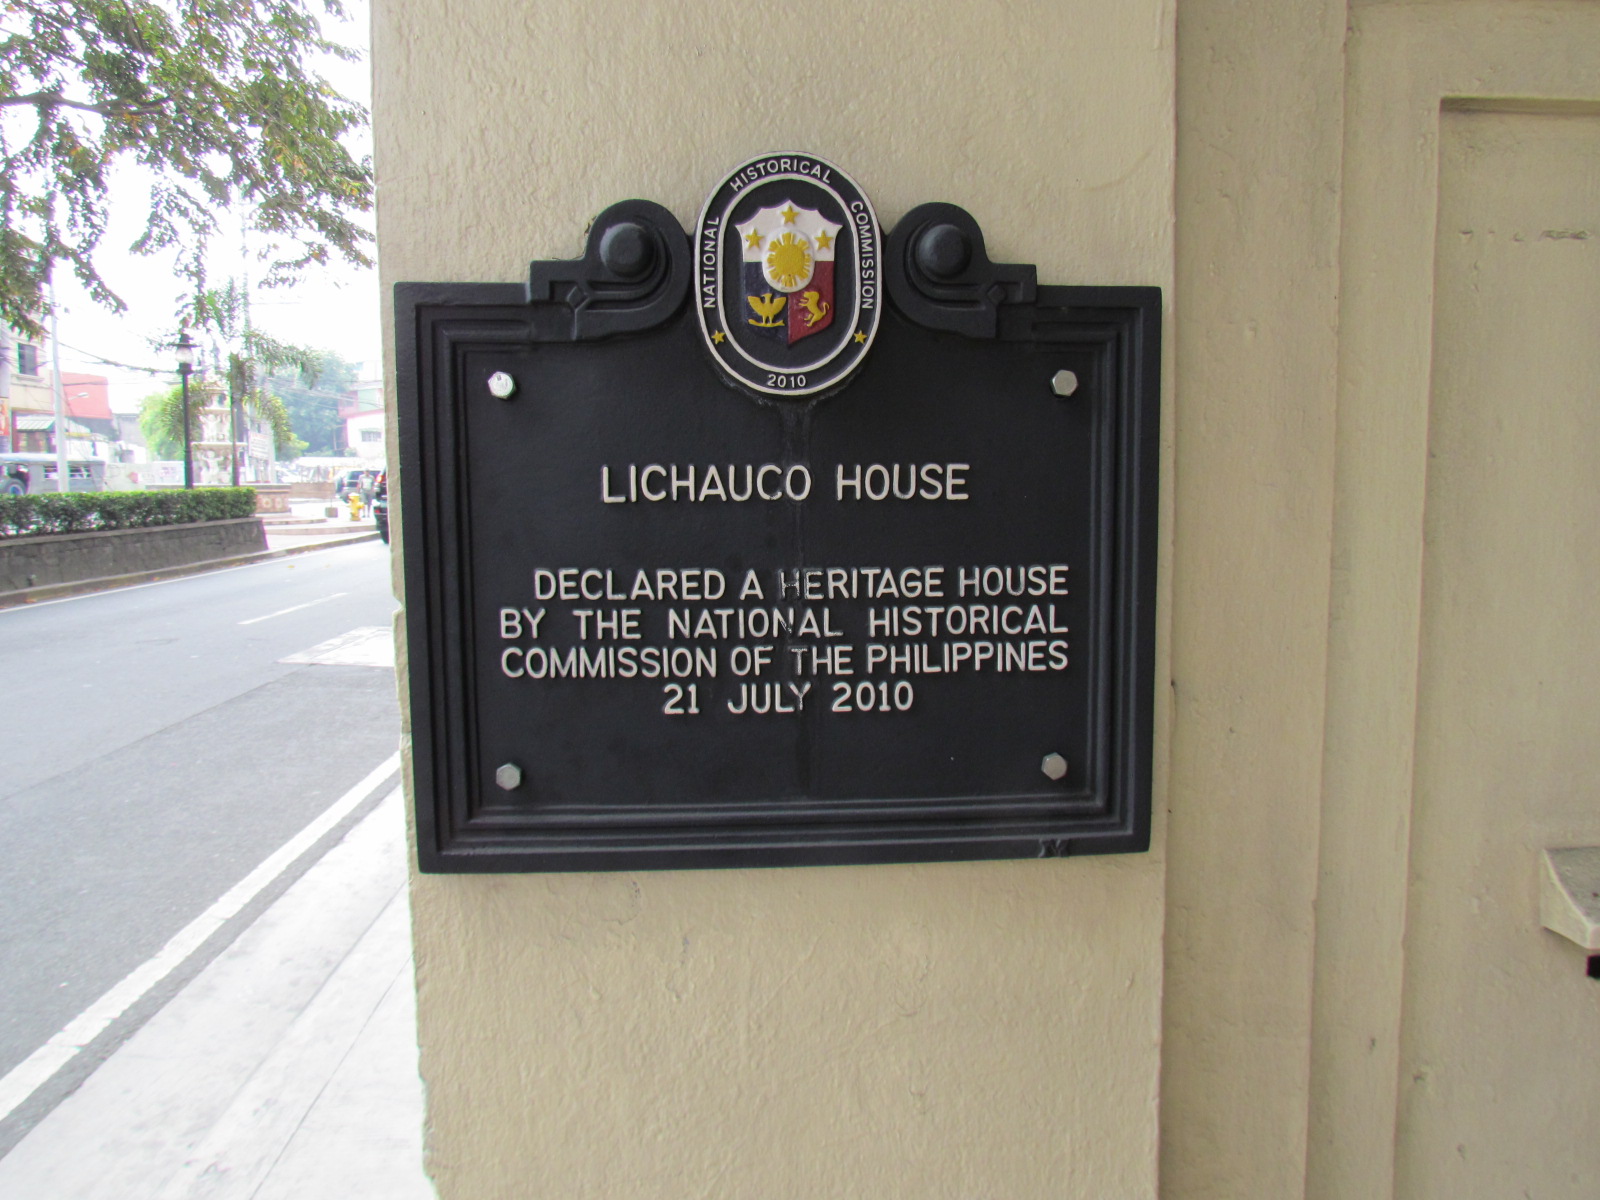 NATIONAL HISTORICAL COMMISSION
2010
LICHAUCO HOUSE
DECLARED A HERITAGE HOUSE
BY THE NATIONAL HISTORICAL
COMMISSION OF THE PHILIPPINES
21 JULY 2010